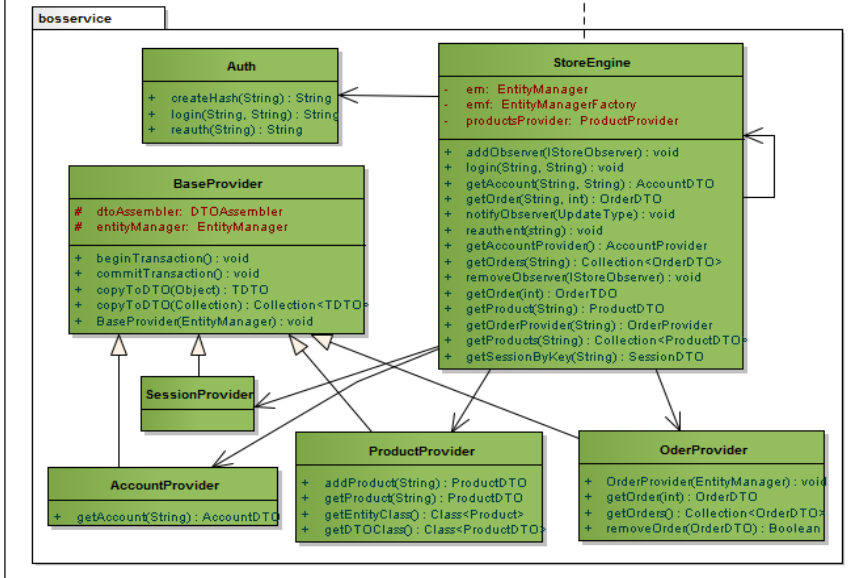 bosservice
Auth
+ createHash(String) : String
+ login(String, String) : String
+ reauth(String) : String
StoreEngine
- em: EntityManager
- emf: EntityManagerFactory
- productsProvider: ProductProvider
+ addObserver(IStoreObserver) : void
+ login(String, String) : void
+ getAccount(String, String) : AccountDTO
+ getOrder(String, int) : OrderDTO
+ notifyObserver(UpdateType) : void
+ reauthent(string) : void
+ getAccountProvider() : AccountProvider
+ getOrders(String) : Collection<OrderDTO>
+ removeObserver(IStoreObserver) : void
+ getOrder(int) : OrderTDO
+ getProduct(String) : ProductDTO
+ getOrderProvider(String) : OrderProvider
+ getProducts(String) : Collection<ProductDTO>
+ getSessionByKey(String) : SessionDTO
BaseProvider
# dtoAssembler: DTOAssembler
# entityManager: EntityManager
+ beginTransaction() : void
+ commitTransaction() : void
+ copyToDTO(Object) : TDTO
+ copyToDTO(Collection) : Collection<TDTO>
+ BaseProvider(EntityManager) : void
SessionProvider
AccountProvider
+ getAccount(String) : AccountDTO
ProductProvider
+ addProduct(String) : ProductDTO
+ getProduct(String) : ProductDTO
+ getEntityClass() : Class<Product>
+ getDTOClass() : Class<ProductDTO>
OderProvider
+ OrderProvider(EntityManager) : void
+ getOrder(int) : OrderDTO
+ getOrders() : Collection<OrderDTO>
+ removeOrder(OrderDTO) : Boolean